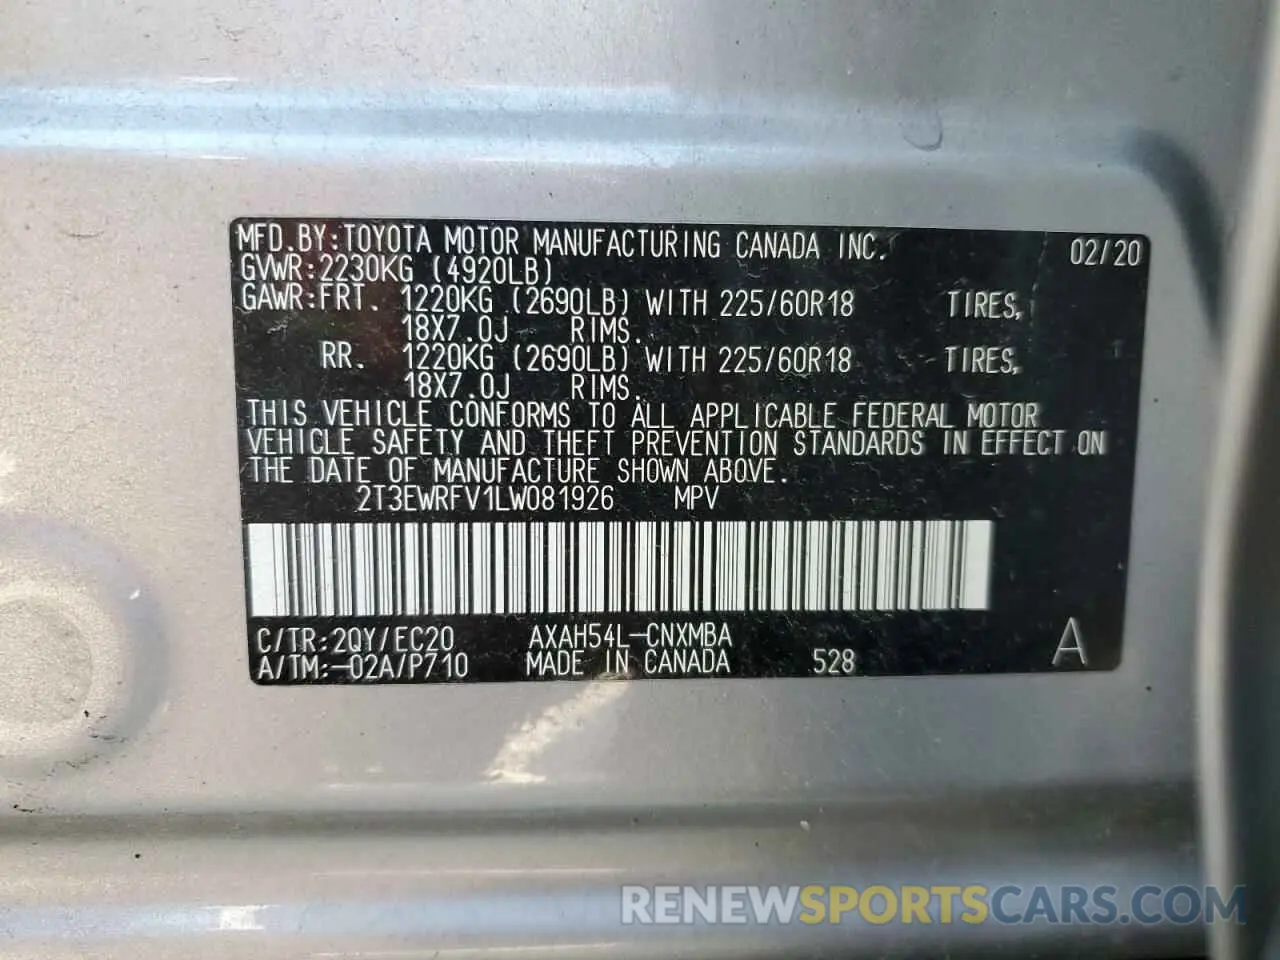 MFD.BY:TOYOTA MOTOR MANUFACTURING CANADA INC. 02/20
GVWR:2230KG (4920LB)
GAWR:FRT. 1220KG (2690LB) WITH 225/60R18 TIRES,
18X7.0J RIMS.
RR. 1220KG (2690LB) WITH 225/60R18 TIRES,
18X7.0J RIMS.
THIS VEHICLE CONFORMS TO ALL APPLICABLE FEDERAL MOTOR
VEHICLE SAFETY AND THEFT PREVENTION STANDARDS IN EFFECT ON
THE DATE OF MANUFACTURE SHOWN ABOVE.
2T3EWRFV1LW081926 MPV
C/TR:2QY/EC20 AXAH54L-CNXMBA A
A/TM:-02A/P710 MADE IN CANADA 528
RENEWSPORTSCARS.COM